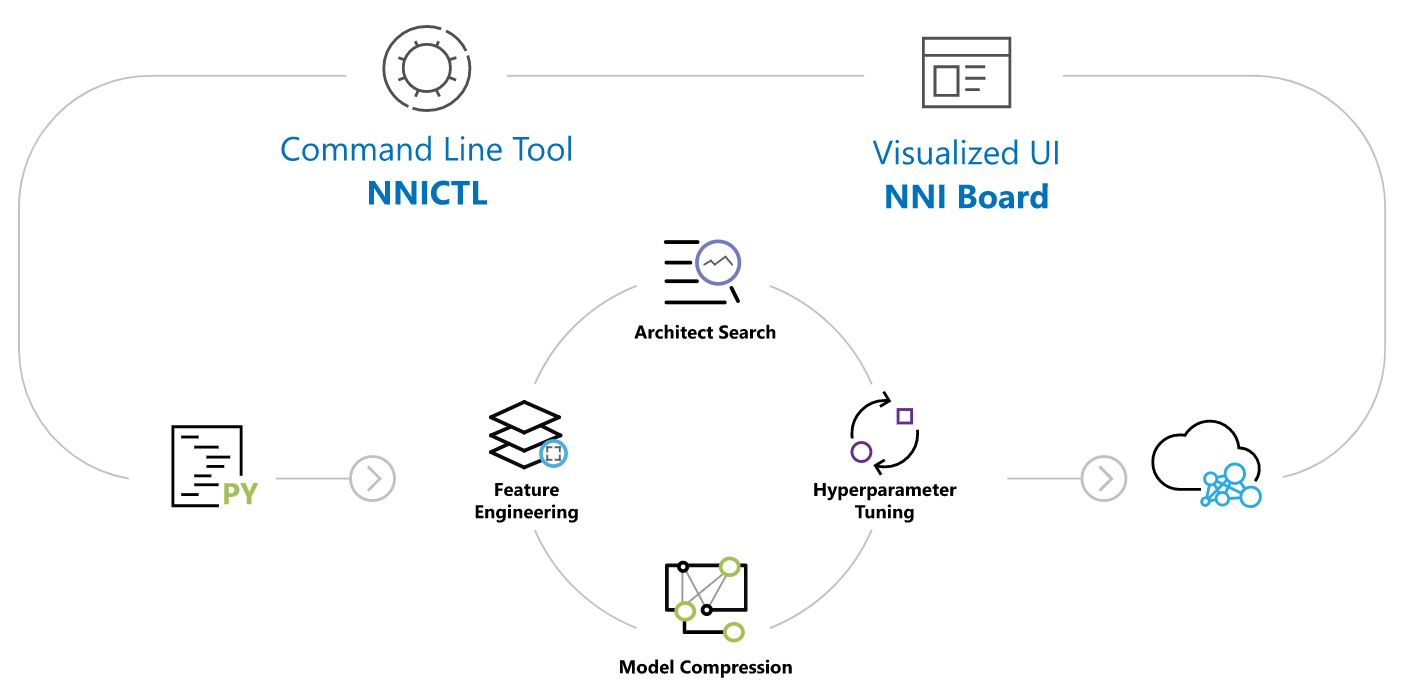 Command Line Tool
NNICTL
Visualized UI
NNI Board
Architect Search
PY
Feature
Engineering
Hyperparameter
Tuning
Model Compression